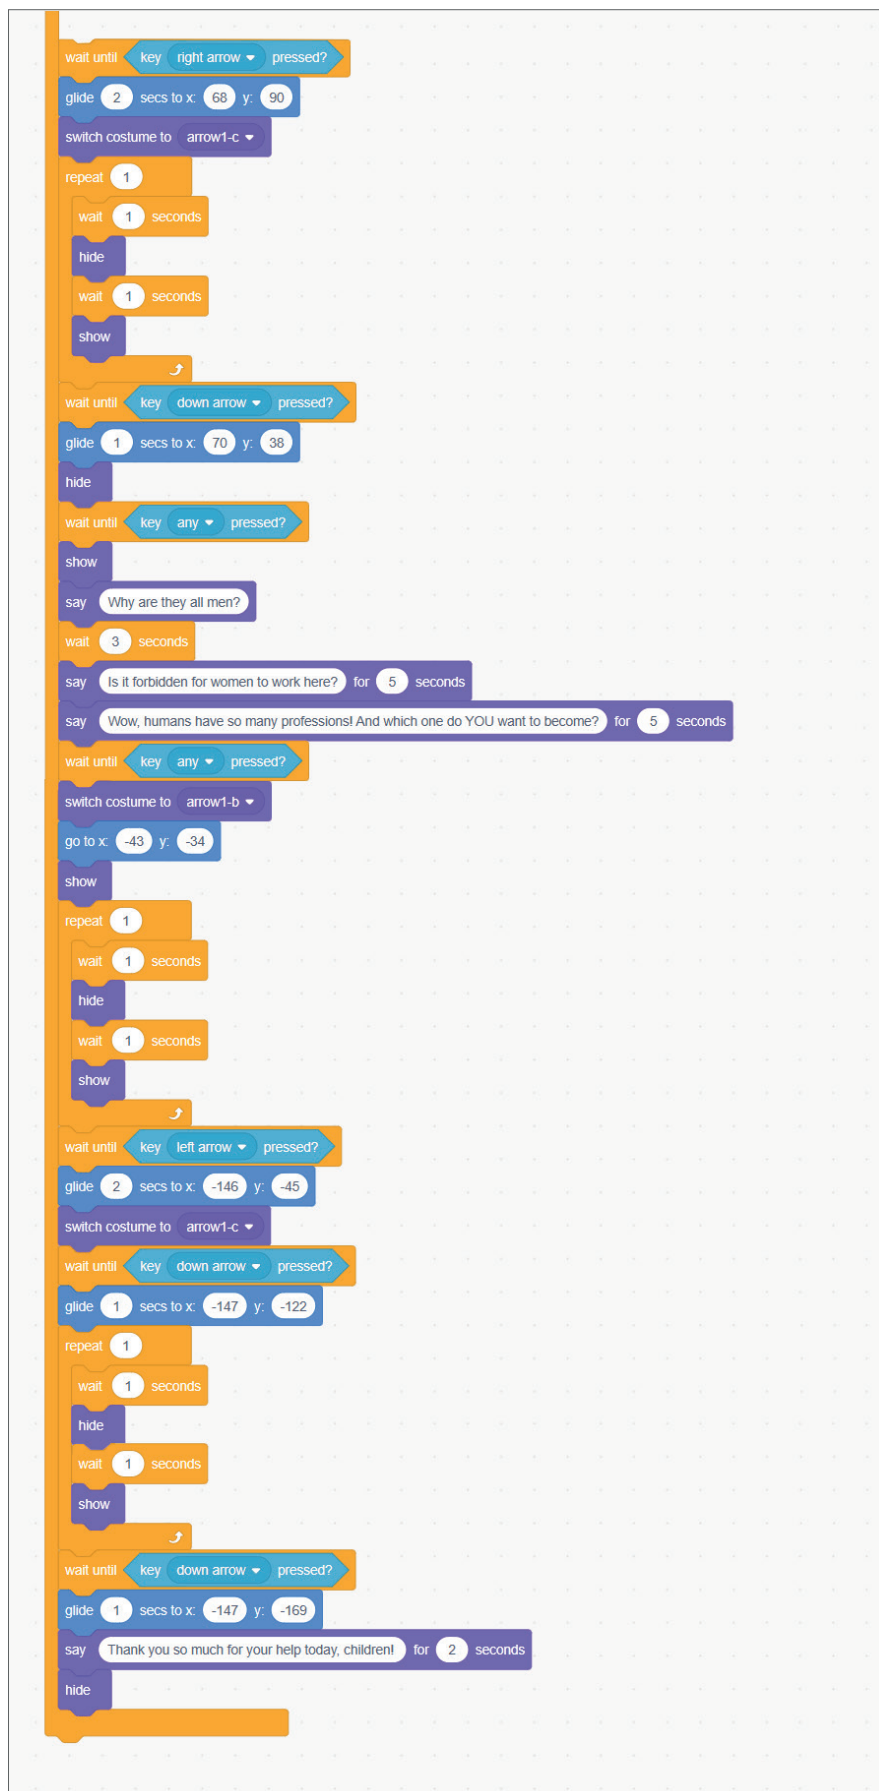 wait until key right arrow pressed?
glide 2 secs to x: 68 y: 90
switch costume to arrow1-c
repeat 1
wait 1 seconds
hide
wait 1 seconds
show
wait until key down arrow pressed?
glide 1 secs to x: 70 y: 38
hide
wait until key any pressed?
show
say Why are they all men?
wait 3 seconds
say Is it forbidden for women to work here? for 5 seconds
say Wow, humans have so many professions! And which one do YOU want to become? for 5 seconds
wait until key any pressed?
switch costume to arrow1-b
go to x: -43 y: -34
show
repeat 1
wait 1 seconds
hide
wait 1 seconds
show
wait until key left arrow pressed?
glide 2 secs to x: -146 y: -45
switch costume to arrow1-c
wait until key down arrow pressed?
glide 1 secs to x: -147 y: -122
repeat 1
wait 1 seconds
hide
wait 1 seconds
show
wait until key down arrow pressed?
glide 1 secs to x: -147 y: -169
say Thank you so much for your help today, children! for 2 seconds
hide